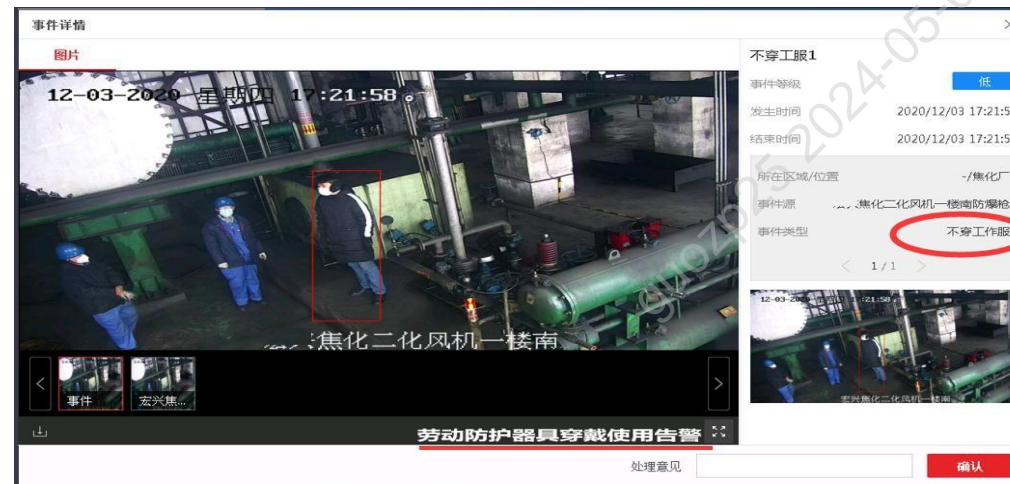 事件详情
图片
12-03-2020 星期四 17:21:58
焦化二化风机一楼南
事件
宏兴焦...
劳动防护器具穿戴使用告警
不穿工服1
事件等级 低
发生时间 2020/12/03 17:21:5
结束时间 2020/12/03 17:21:5
所在区域/位置 -/焦化厂
事件源 焦化二化风机一楼南防爆枪
事件类型 不穿工作服
1 / 1
12-03-2020 :21:58
宏兴焦化二化风机一楼南
处理意见
确认
guozp25 2024-05-0